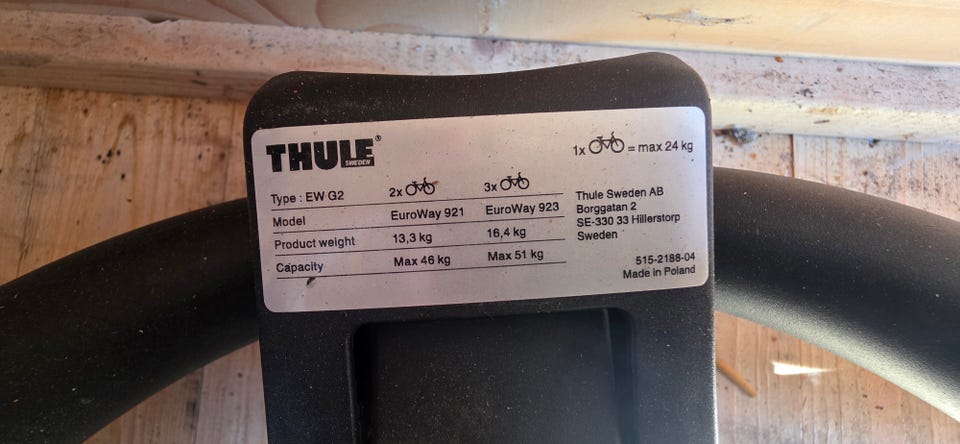 THULE®
SWEDEN
1x = max 24 kg
Type : EW G2 2x 3x
Model EuroWay 921 EuroWay 923
Product weight 13,3 kg 16,4 kg
Capacity Max 46 kg Max 51 kg
Thule Sweden AB
Borggatan 2
SE-330 33 Hillerstorp
Sweden
515-2188-04
Made in Poland